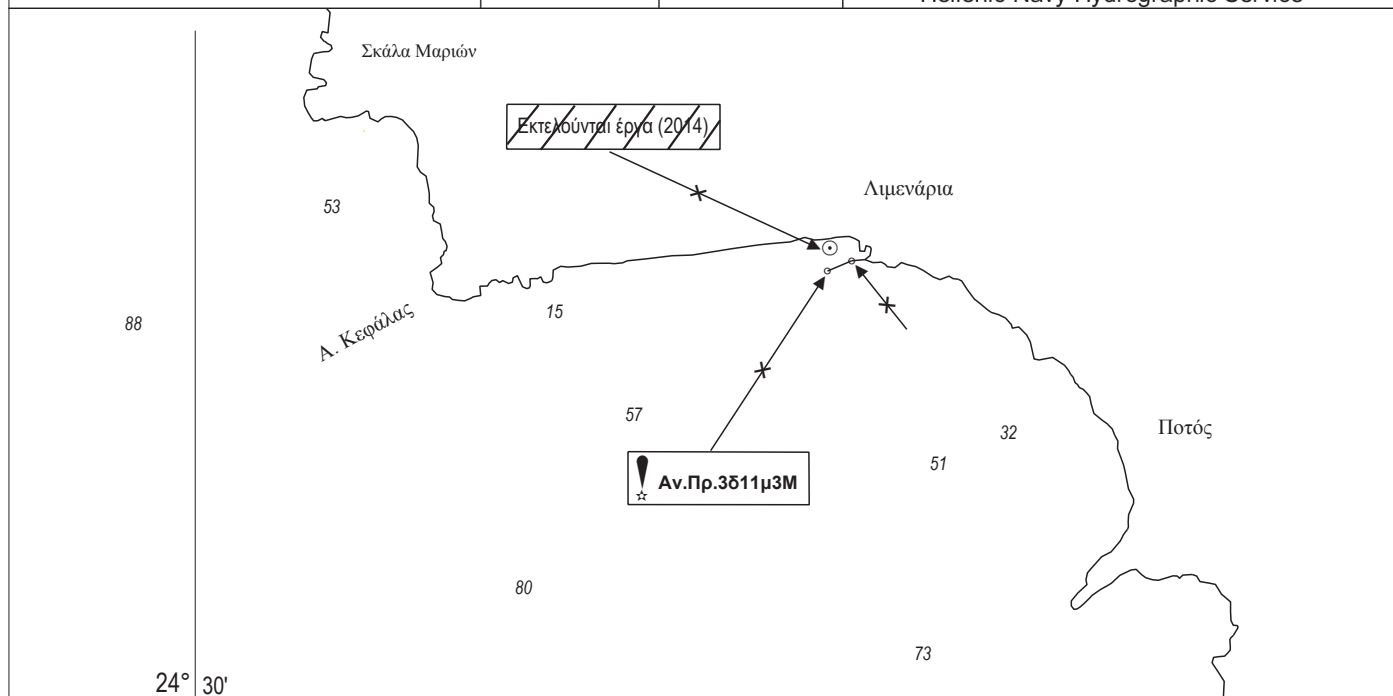 Hellenic Navy Hydrographic Service
Σκάλα Μαριών
Εκτελούνται έργα (2014)
Λιμενάρια
53
88
Α. Κεφάλας
15
57
32
Ποτός
51
Αν.Πρ.3δ11μ3Μ
80
73
24° 30'